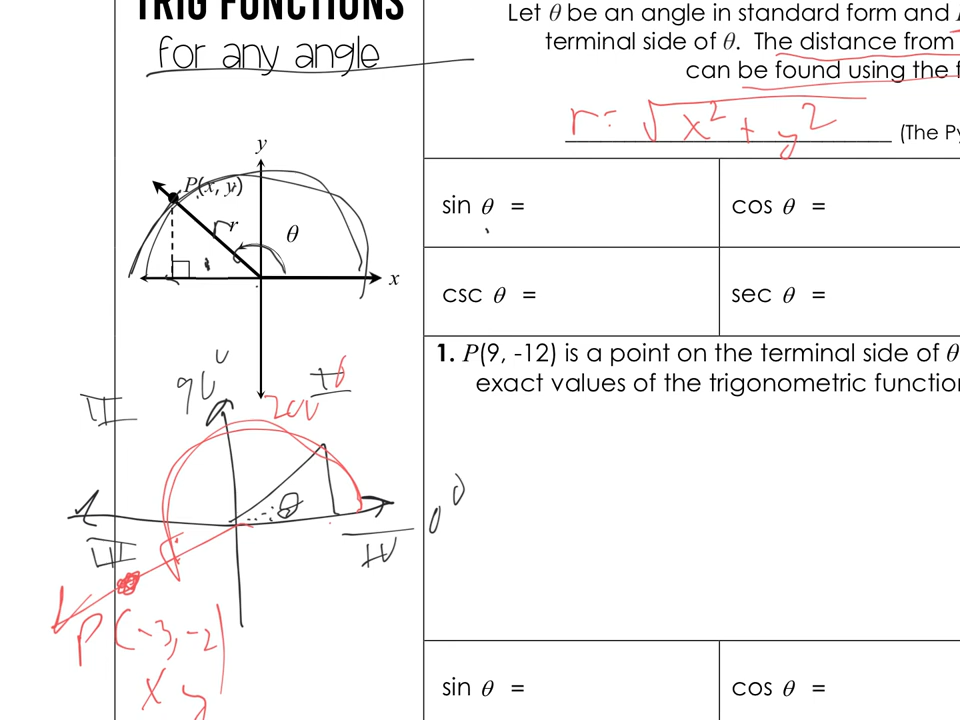 TRIG FUNCTIONS
for any angle
Let θ be an angle in standard form and
terminal side of θ. The distance from
can be found using the f
r = √x² + y²
(The Py
y
P(x, y)
r
θ
x
sin θ =
cos θ =
csc θ =
sec θ =
1. P(9, -12) is a point on the terminal side of θ
exact values of the trigonometric function
90°
II
200
θ
0°
III
IV
P(-3,-2)
x y
sin θ =
cos θ =